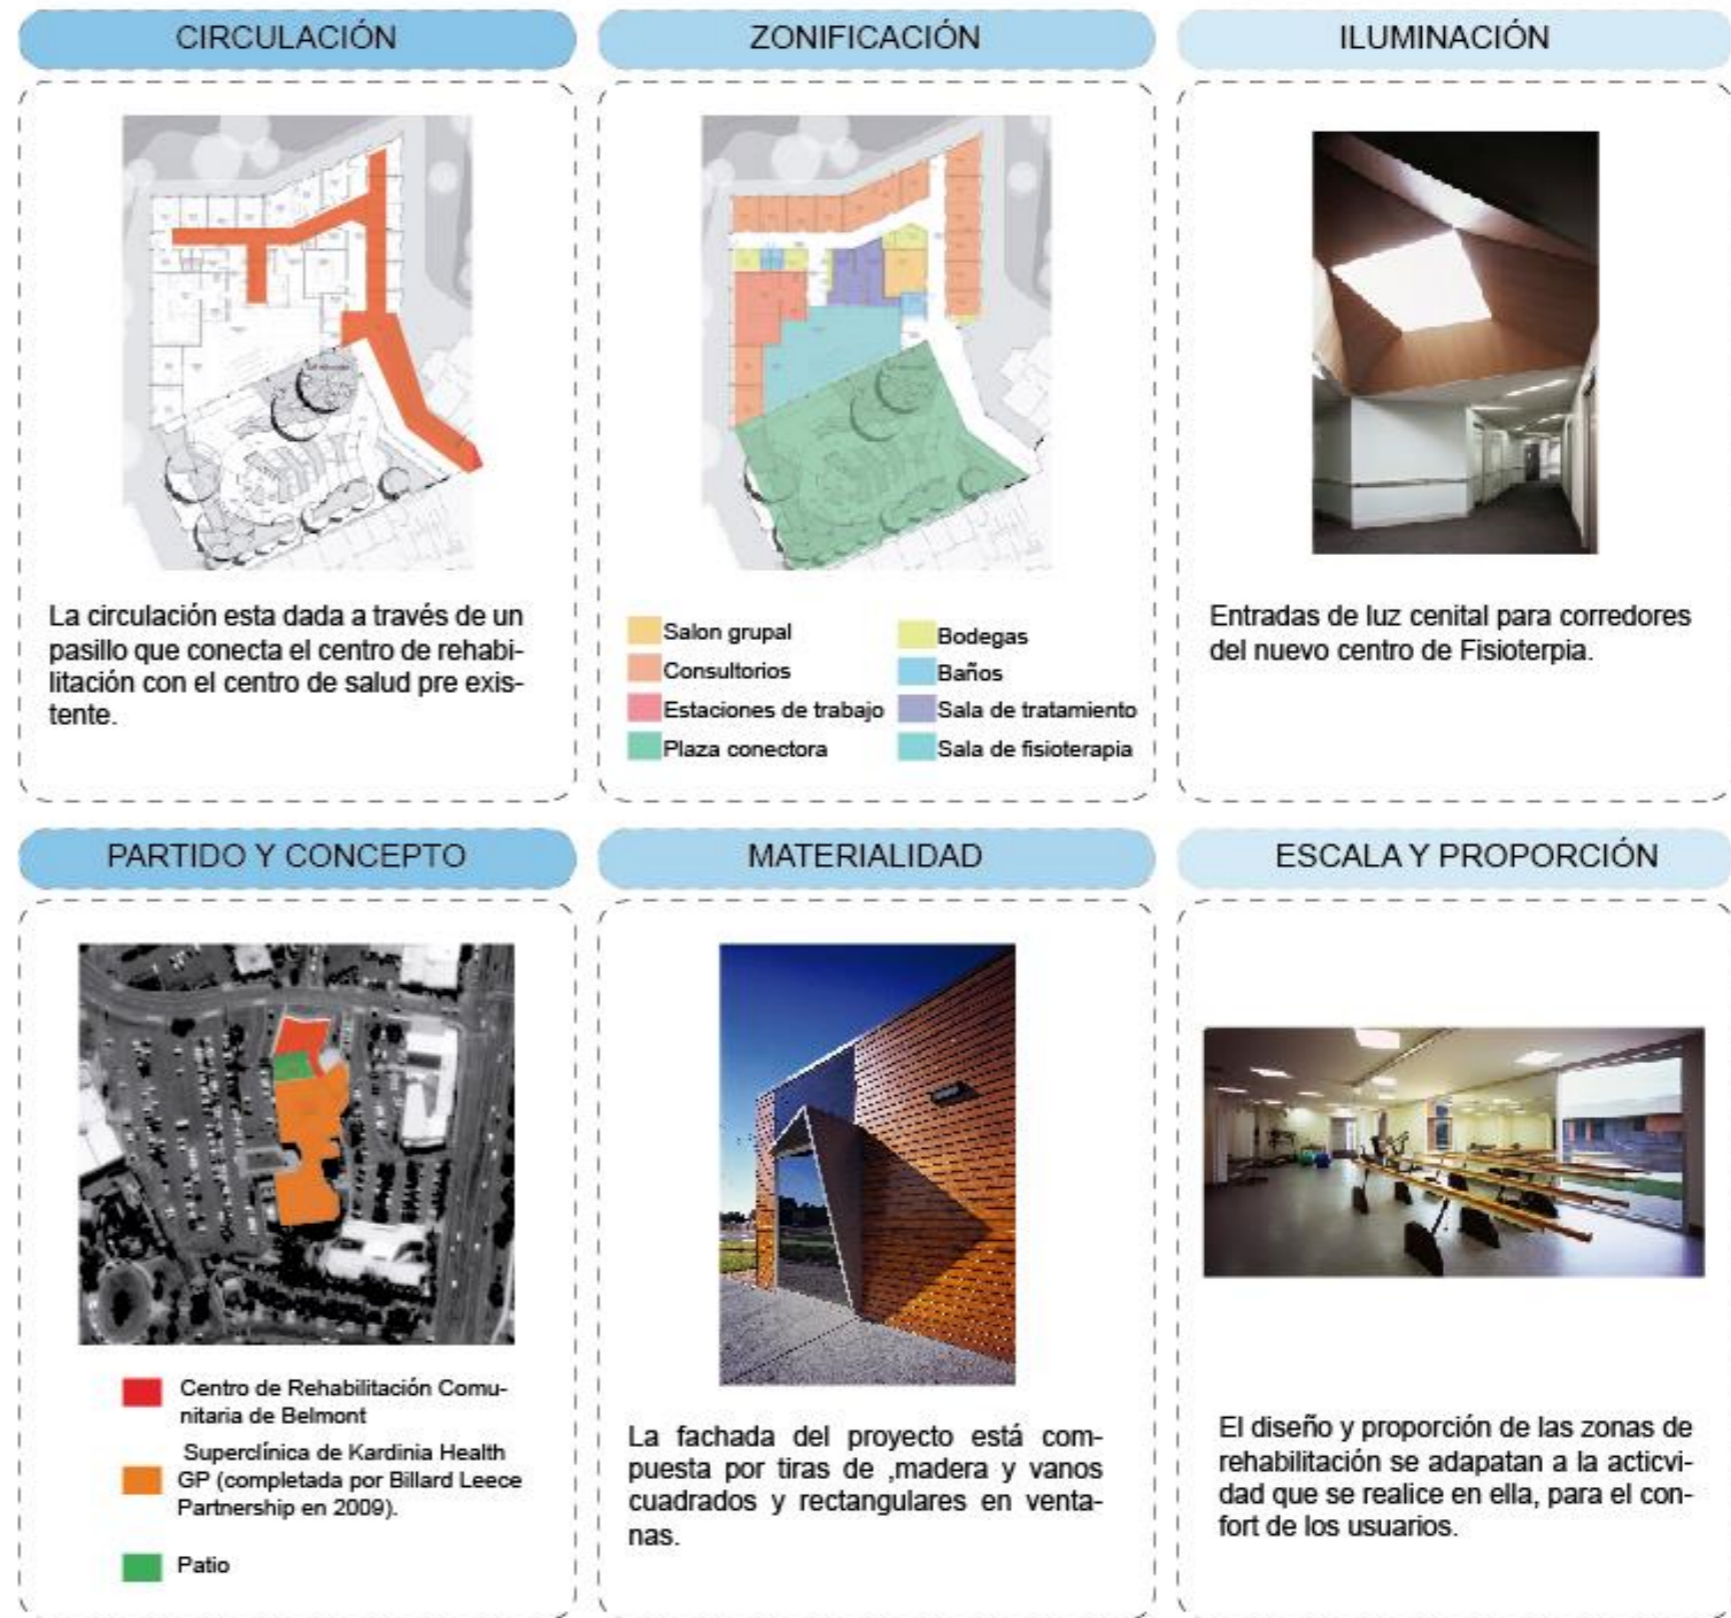 CIRCULACIÓN
La circulación esta dada a través de un
pasillo que conecta el centro de rehabi-
litación con el centro de salud pre exis-
tente.
ZONIFICACIÓN
Salon grupal
Consultorios
Estaciones de trabajo
Plaza conectora
Bodegas
Baños
Sala de tratamiento
Sala de fisioterapia
ILUMINACIÓN
Entradas de luz cenital para corredores
del nuevo centro de Fisioterpia.
PARTIDO Y CONCEPTO
Centro de Rehabilitación Comu-
nitaria de Belmont
Superclínica de Kardinia Health
GP (completada por Billard Leece
Partnership en 2009).
Patio
MATERIALIDAD
La fachada del proyecto está com-
puesta por tiras de ,madera y vanos
cuadrados y rectangulares en venta-
nas.
ESCALA Y PROPORCIÓN
El diseño y proporción de las zonas de
rehabilitación se adapatan a la acticvi-
dad que se realice en ella, para el con-
fort de los usuarios.